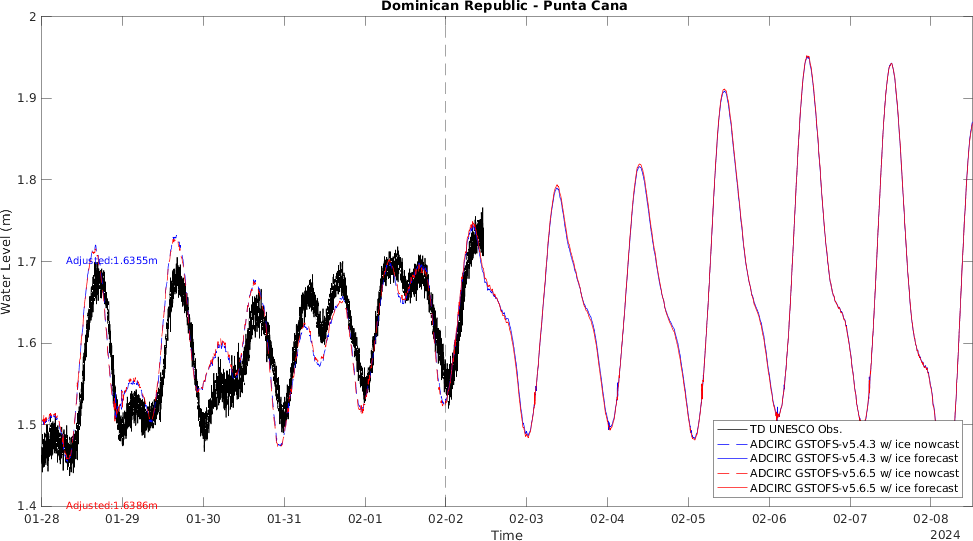 Dominican Republic - Punta Cana
2
1.9
1.8
1.7
1.6
1.5
1.4
Water Level (m)
Adjusted:1.6355m
Adjusted:1.6386m
TD UNESCO Obs.
ADCIRC GSTOFS-v5.4.3 w/ ice nowcast
ADCIRC GSTOFS-v5.4.3 w/ ice forecast
ADCIRC GSTOFS-v5.6.5 w/ ice nowcast
ADCIRC GSTOFS-v5.6.5 w/ ice forecast
01-28 01-29 01-30 01-31 02-01 02-02 02-03 02-04 02-05 02-06 02-07 02-08
Time
2024